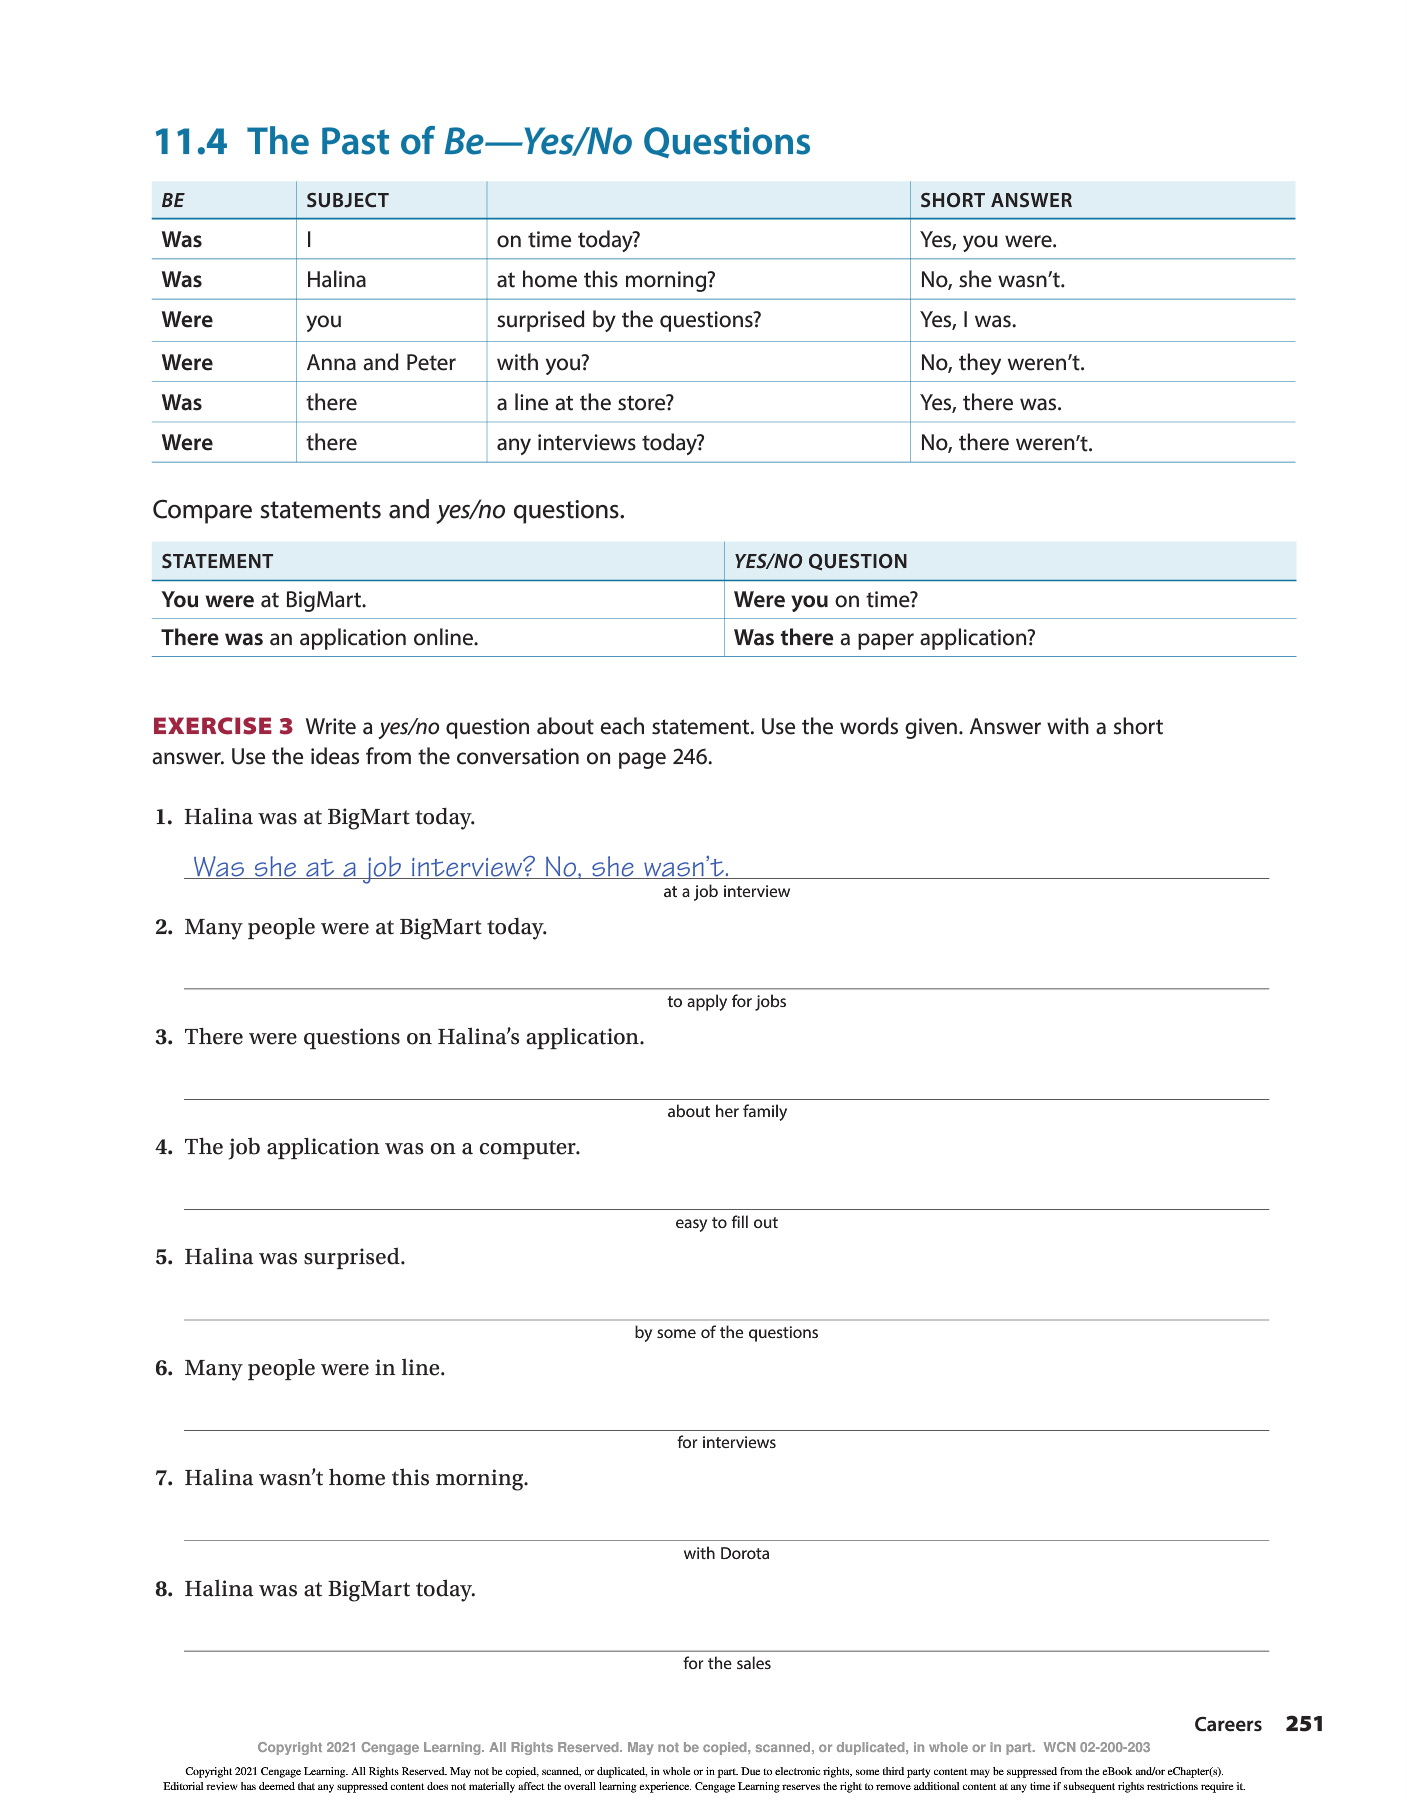 11.4 The Past of Be—Yes/No Questions
BE SUBJECT SHORT ANSWER
Was I on time today? Yes, you were.
Was Halina at home this morning? No, she wasn't.
Were you surprised by the questions? Yes, I was.
Were Anna and Peter with you? No, they weren't.
Was there a line at the store? Yes, there was.
Were there any interviews today? No, there weren't.
Compare statements and yes/no questions.
STATEMENT YES/NO QUESTION
You were at BigMart. Were you on time?
There was an application online. Was there a paper application?
EXERCISE 3 Write a yes/no question about each statement. Use the words given. Answer with a short
answer. Use the ideas from the conversation on page 246.
1. Halina was at BigMart today.
Was she at a job interview? No, she wasn't.
at a job interview
2. Many people were at BigMart today.
to apply for jobs
3. There were questions on Halina's application.
about her family
4. The job application was on a computer.
easy to fill out
5. Halina was surprised.
by some of the questions
6. Many people were in line.
for interviews
7. Halina wasn't home this morning.
with Dorota
8. Halina was at BigMart today.
for the sales
Careers 251
Copyright 2021 Cengage Learning. All Rights Reserved. May not be copied, scanned, or duplicated, in whole or in part. WCN 02-200-203
Copyright 2021 Cengage Learning. All Rights Reserved. May not be copied, scanned, or duplicated, in whole or in part. Due to electronic rights, some third party content may be suppressed from the eBook and/or eChapter(s).
Editorial review has deemed that any suppressed content does not materially affect the overall learning experience. Cengage Learning reserves the right to remove additional content at any time if subsequent rights restrictions require it.